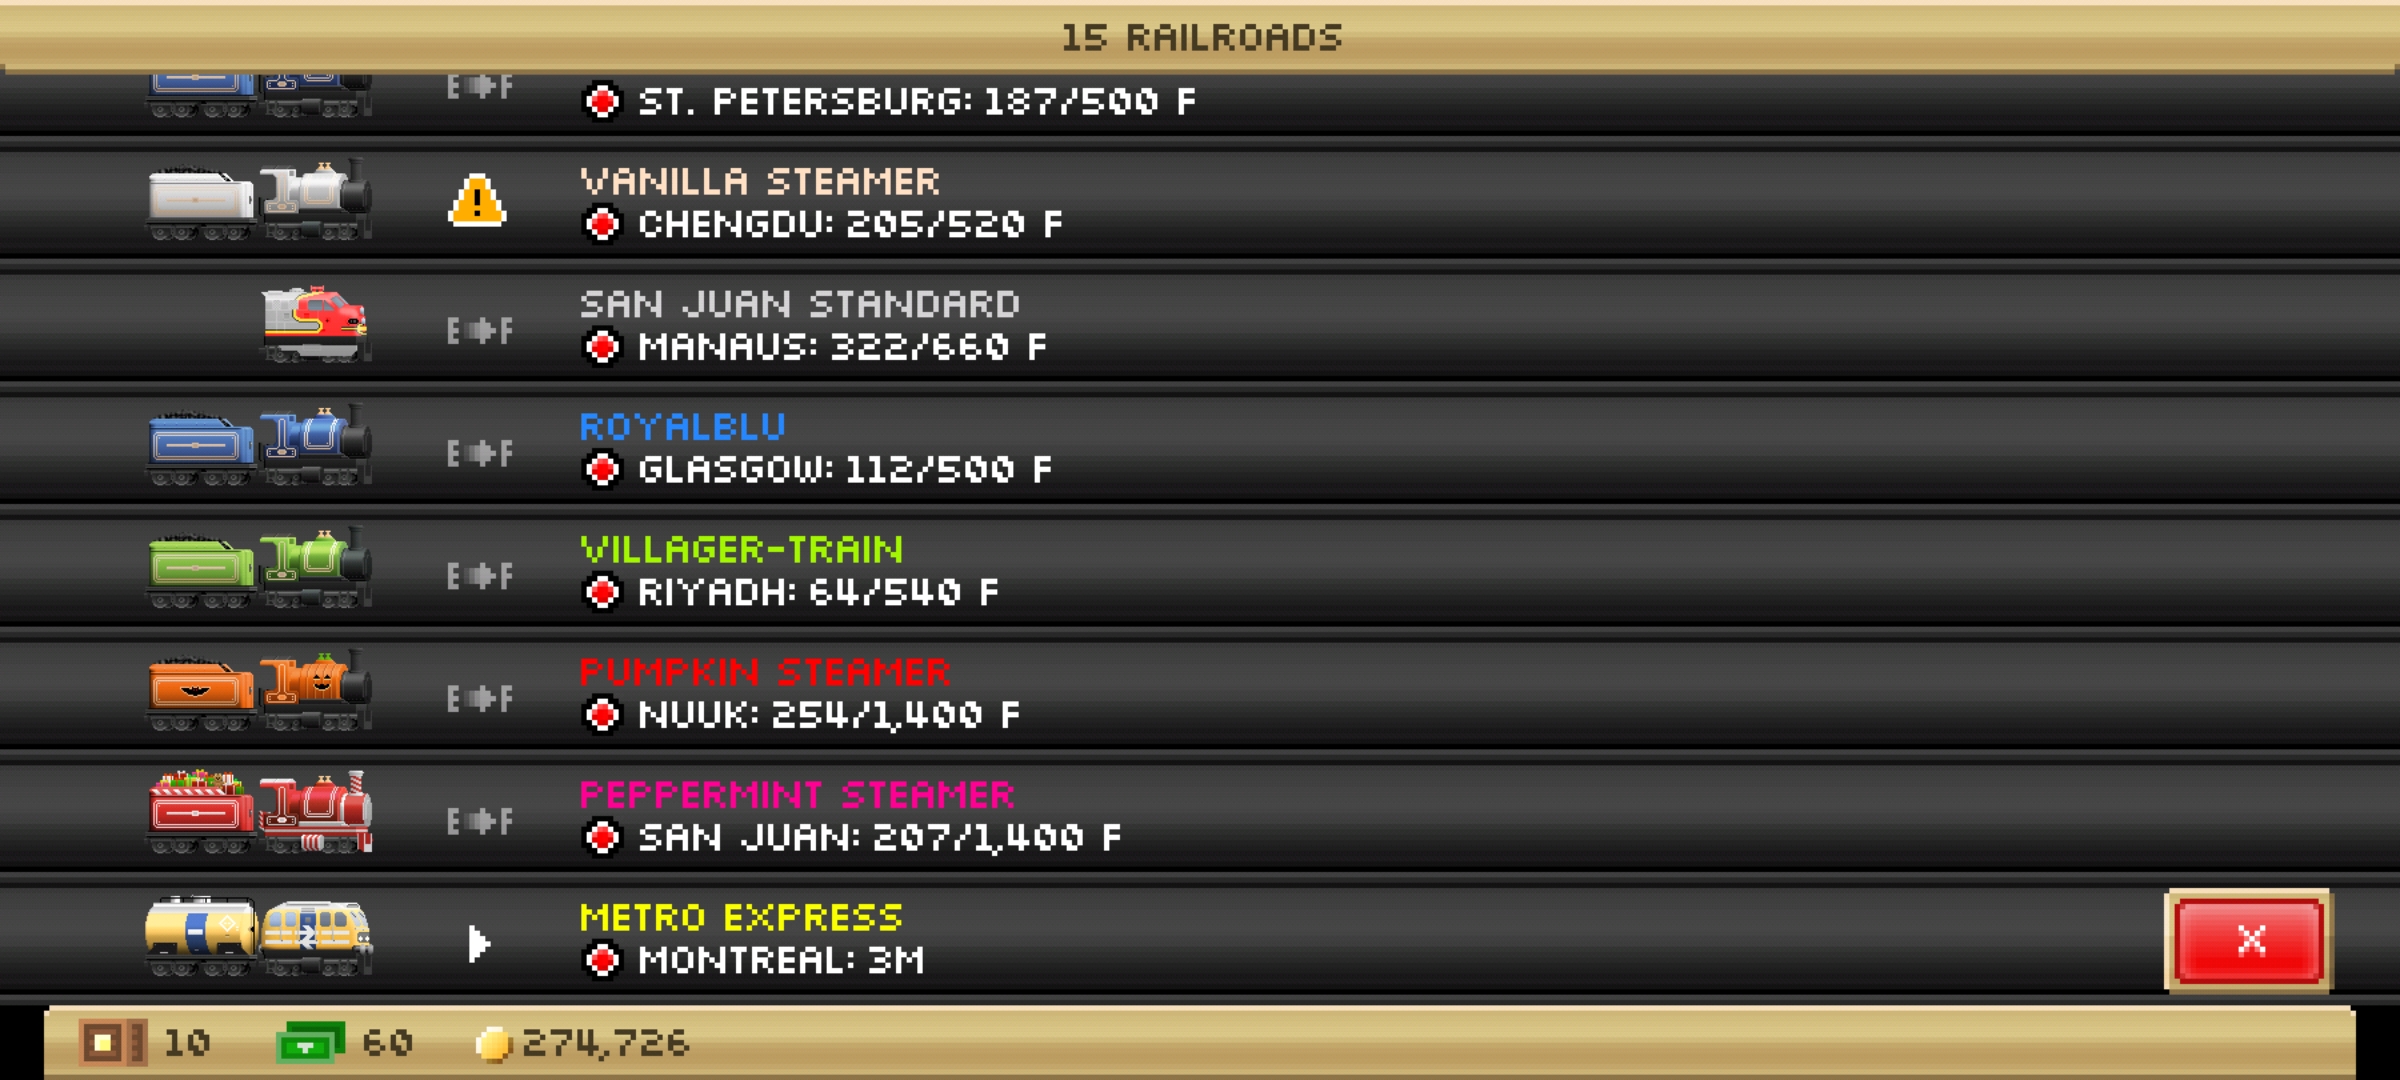 15 RAILROADS
E F
ST. PETERSBURG: 187/500 F
VANILLA STEAMER
!
CHENGDU: 205/520 F
SAN JUAN STANDARD
E F
MANAUS: 322/660 F
ROYALBLU
E F
GLASGOW: 112/500 F
VILLAGER-TRAIN
E F
RIYADH: 64/540 F
PUMPKIN STEAMER
E F
NUUK: 254/1,400 F
PEPPERMINT STEAMER
E F
SAN JUAN: 207/1,400 F
METRO EXPRESS
MONTREAL: 3M
X
10 60 274,726